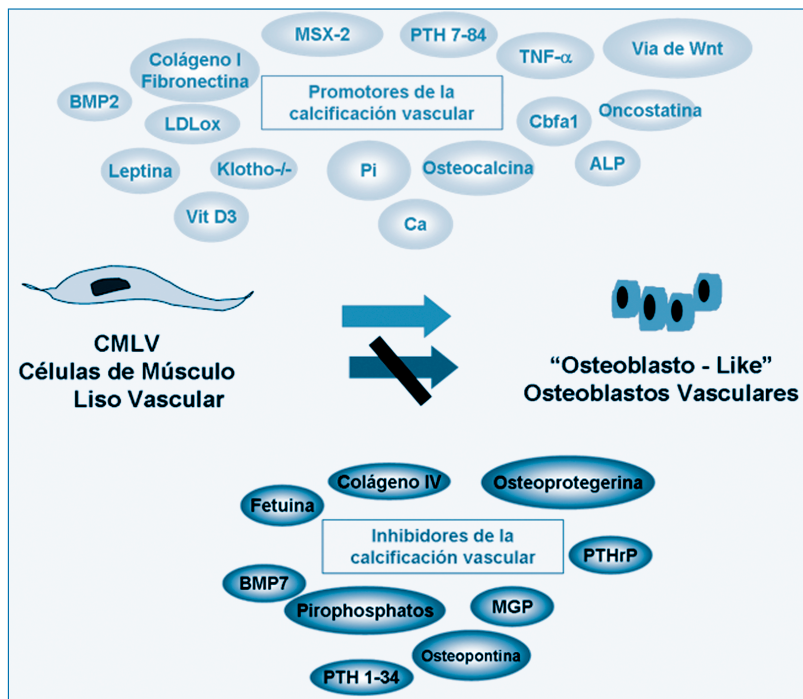 MSX-2
PTH 7-84
Colágeno I
Fibronectina
TNF-α
Via de Wnt
BMP2
Promotores de la
calcificación vascular
LDLox
Cbfa1
Oncostatina
Leptina
Klotho-/-
Pi
Osteocalcina
ALP
Vit D3
Ca
CMLV
Células de Músculo
Liso Vascular
“Osteoblasto - Like”
Osteoblastos Vasculares
Colágeno IV
Osteoprotegerina
Fetuina
Inhibidores de la
calcificación vascular
PTHrP
BMP7
Pirophosphatos
MGP
Osteopontina
PTH 1-34